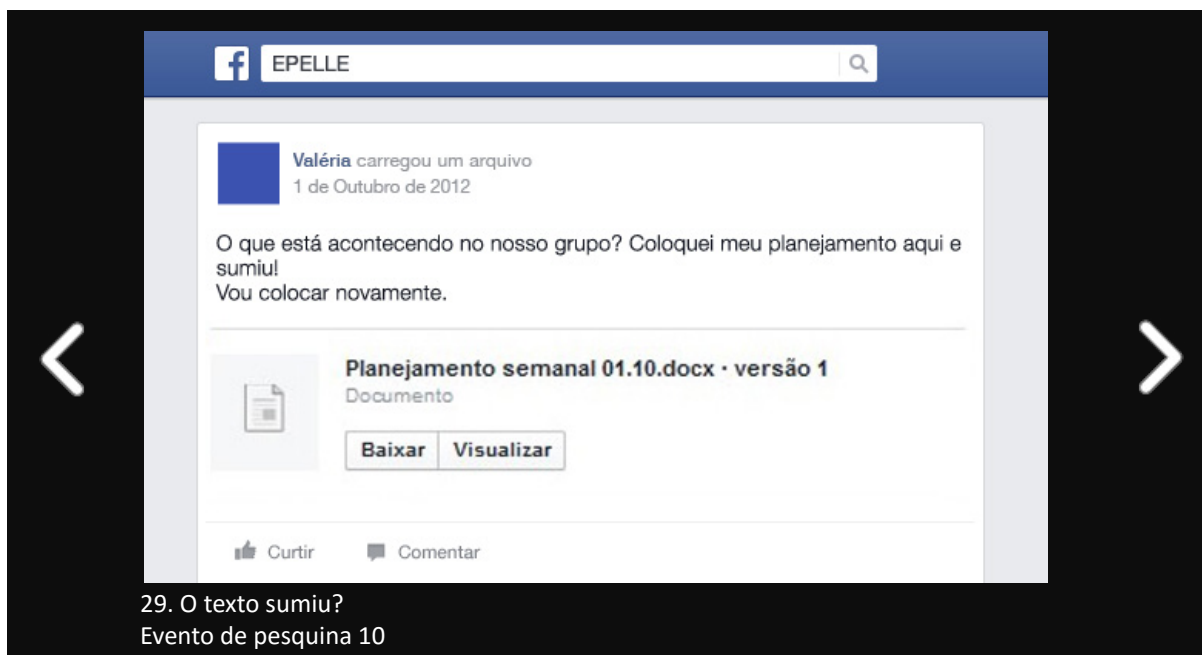 f EPELLE
Valéria carregou um arquivo
1 de Outubro de 2012
O que está acontecendo no nosso grupo? Coloquei meu planejamento aqui e
sumiu!
Vou colocar novamente.
Planejamento semanal 01.10.docx · versão 1
Documento
Baixar Visualizar
Curtir Comentar
29. O texto sumiu?
Evento de pesquina 10